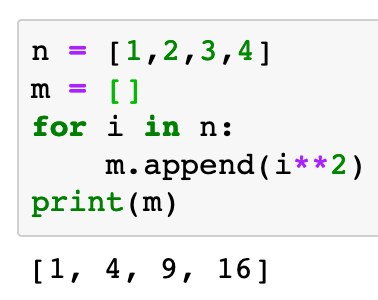 n = [1,2,3,4]
m = []
for i in n:
    m.append(i**2)
print(m)
[1, 4, 9, 16]